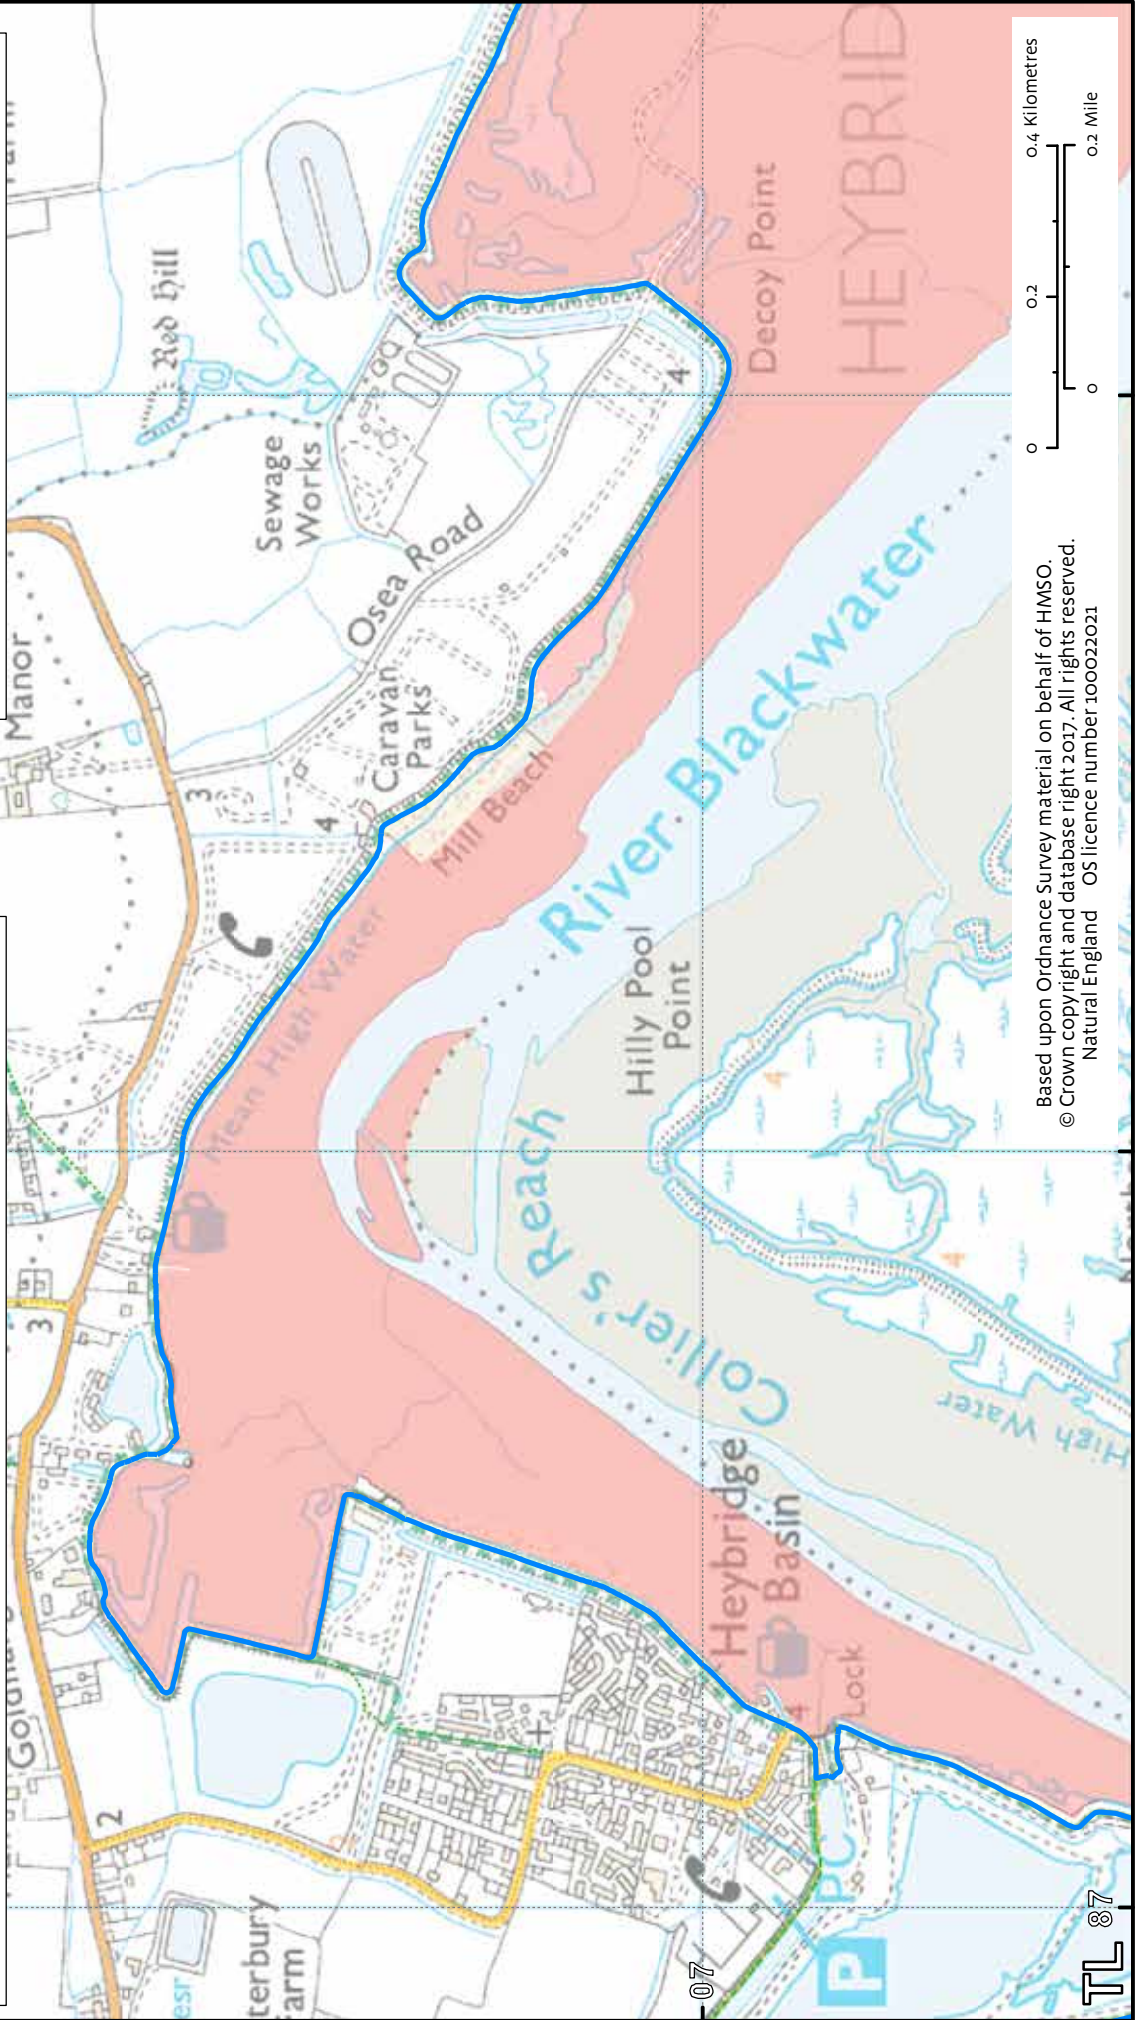 Manor
3
4
Caravan
Parks
Osea Road
Sewage
Works
Red Hill
4
Decoy Point
HEYBRID
Mill Beach
Mean High Water
River Blackwater
Hilly Pool
Point
Collier's Reach
4
4
High Water
3
2
Heybridge
Basin
4
Lock
PC
P
07
TL 87
0 0.2 0.4 Kilometres
0 0.2 Mile
Based upon Ordnance Survey material on behalf of HMSO.
© Crown copyright and database right 2017. All rights reserved.
Natural England OS licence number 100022021